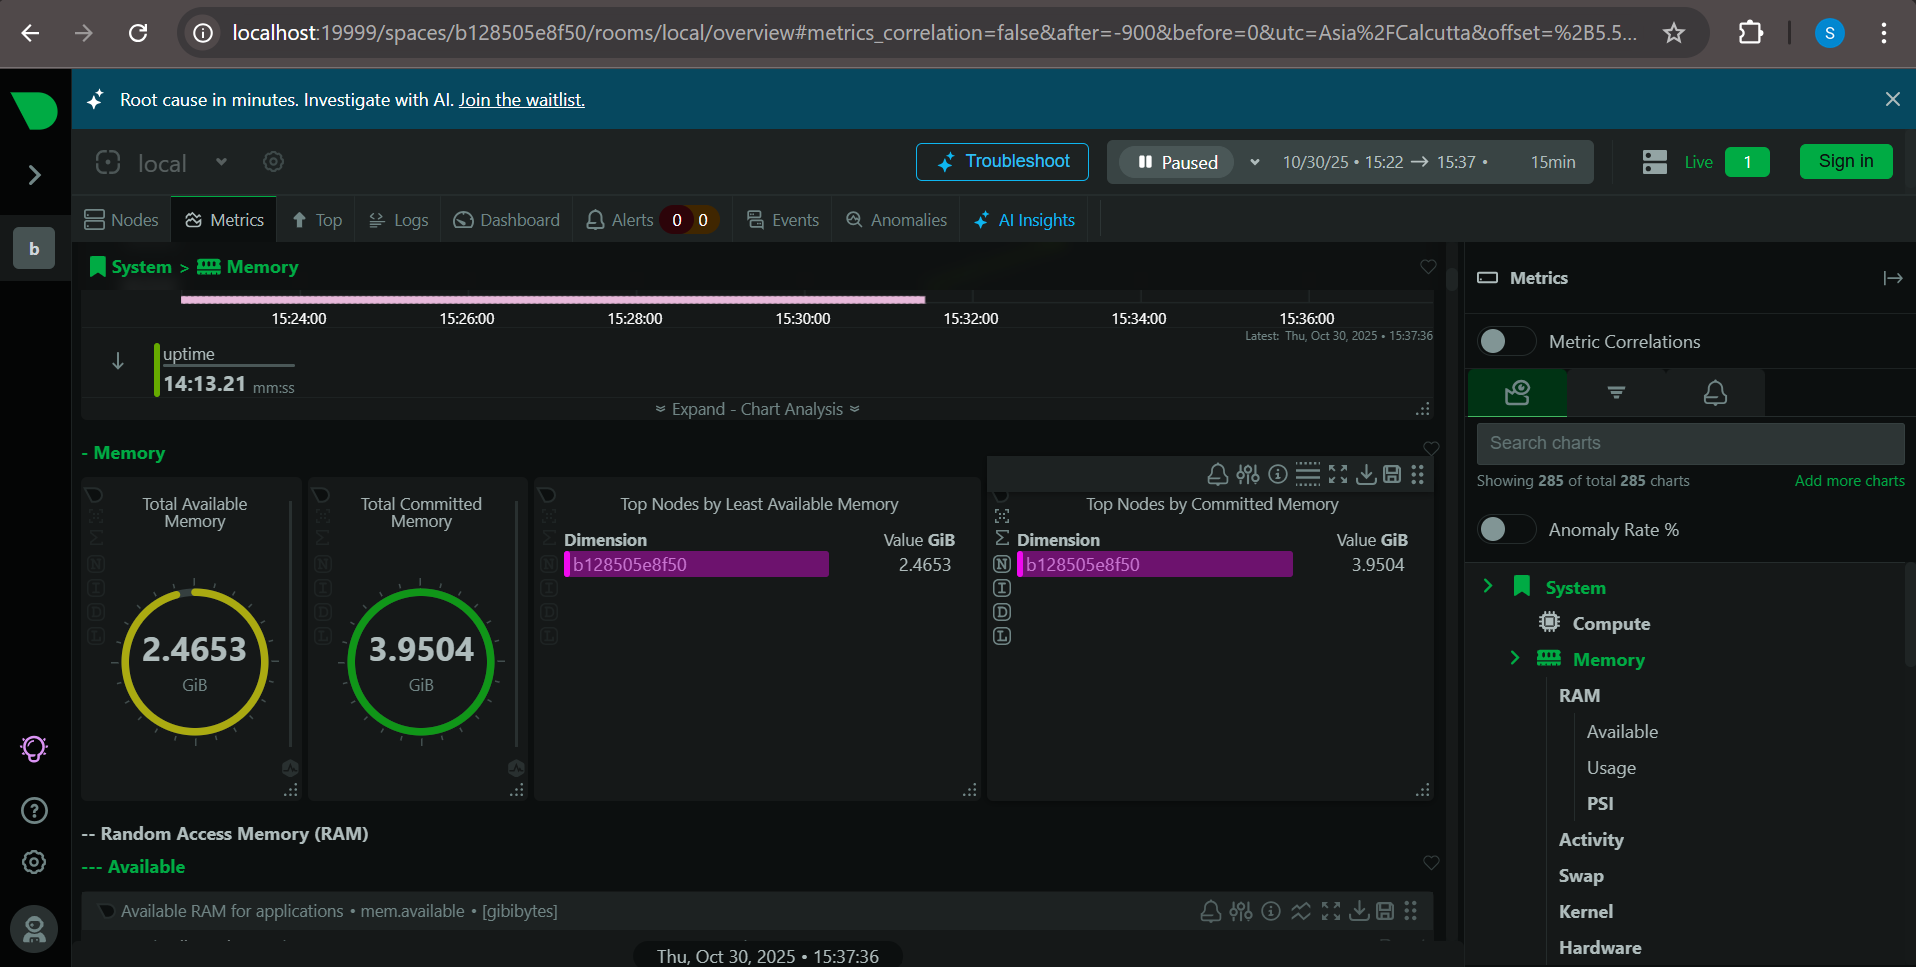 localhost:19999/spaces/b128505e8f50/rooms/local/overview#metrics_correlation=false&after=-900&before=0&utc=Asia%2FCalcutta&offset=%2B5.5...
S
Root cause in minutes. Investigate with AI. Join the waitlist.
local
Troubleshoot
Paused
10/30/25 • 15:22 → 15:37 •
15min
Live
1
Sign in
b
Nodes
Metrics
Top
Logs
Dashboard
Alerts
0
0
Events
Anomalies
AI Insights
System > Memory
15:24:00
15:26:00
15:28:00
15:30:00
15:32:00
15:34:00
15:36:00
Latest: Thu, Oct 30, 2025 • 15:37:36
uptime
14:13.21 mm:ss
Expand - Chart Analysis
- Memory
Total Available
Memory
2.4653
GiB
Total Committed
Memory
3.9504
GiB
Top Nodes by Least Available Memory
Dimension Value GiB
b128505e8f50 2.4653
Top Nodes by Committed Memory
Dimension Value GiB
b128505e8f50 3.9504
N
I
D
L
-- Random Access Memory (RAM)
--- Available
Available RAM for applications • mem.available • [gibibytes]
Thu, Oct 30, 2025 • 15:37:36
Metrics
Metric Correlations
Search charts
Showing 285 of total 285 charts
Add more charts
Anomaly Rate %
System
Compute
Memory
RAM
Available
Usage
PSI
Activity
Swap
Kernel
Hardware